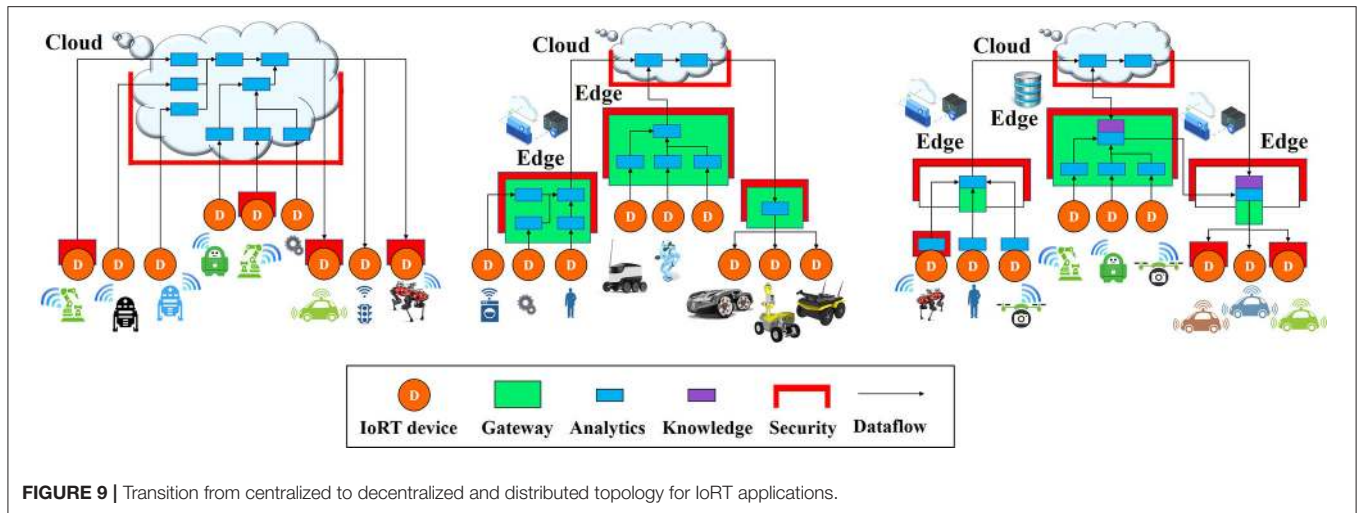 Cloud
D
D
D
D
D
D
D
D
D
Cloud
Edge
Edge
D
D
D
D
D
D
D
D
D
Cloud
Edge
Edge
Edge
D
D
D
D
D
D
D
D
D
D
IoRT device
Gateway
Analytics
Knowledge
Security
Dataflow
FIGURE 9 | Transition from centralized to decentralized and distributed topology for IoRT applications.